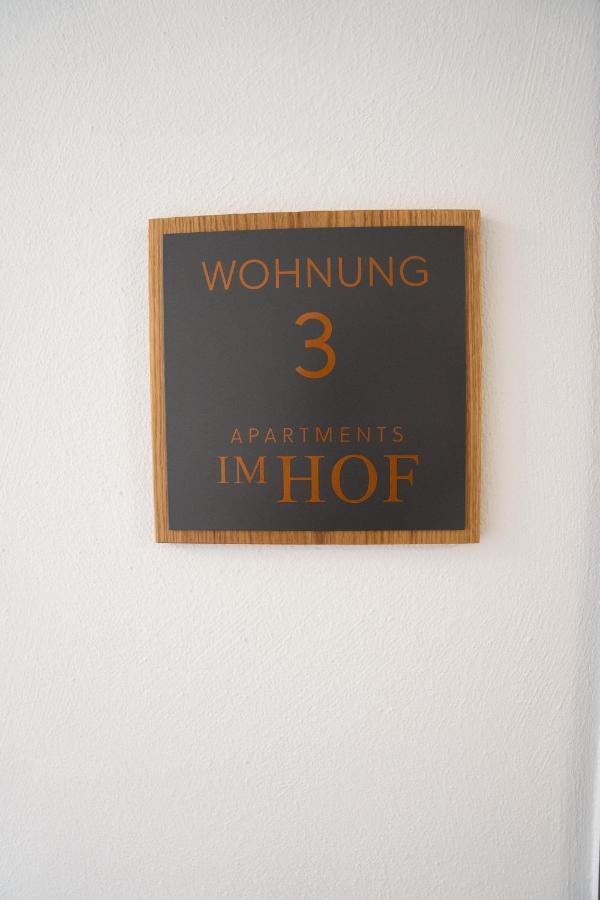 WOHNUNG
3
APARTMENTS
IM HOF